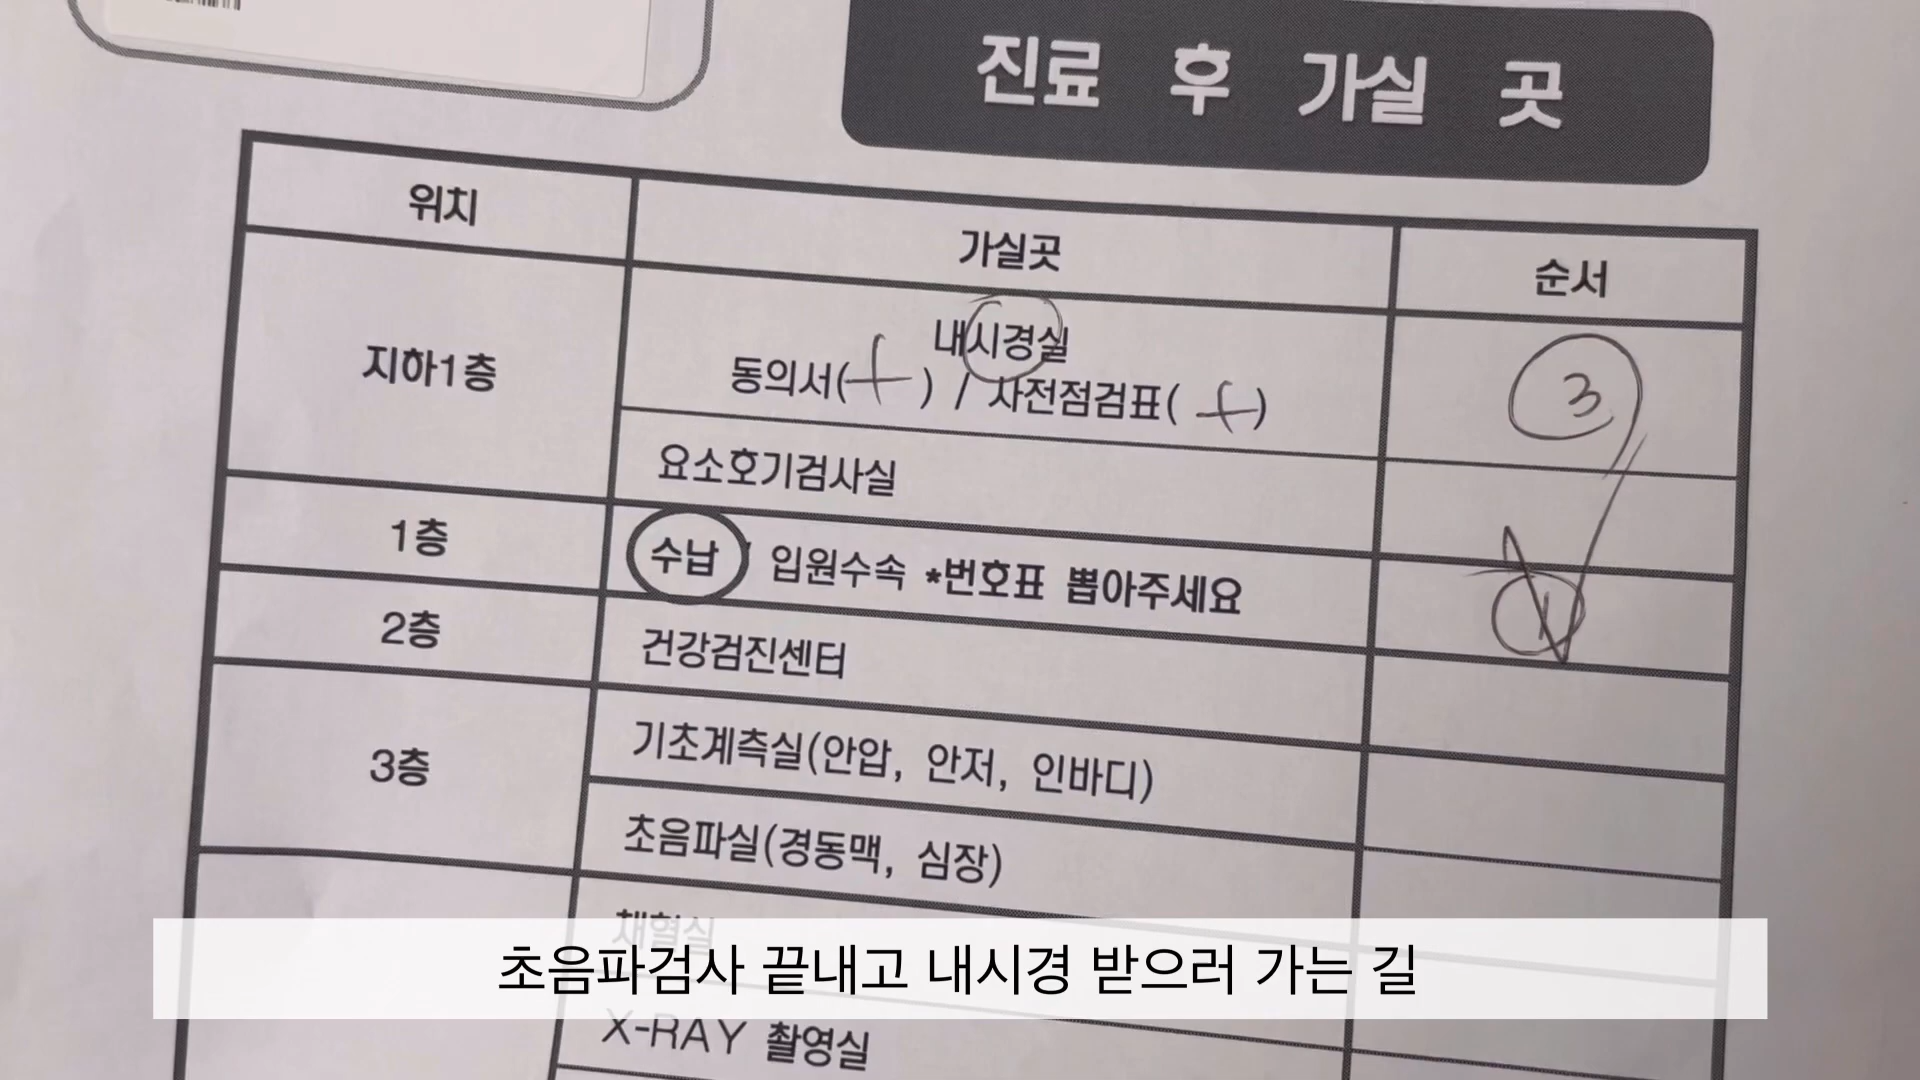 진료 후 가실 곳
위치 가실곳 순서
지하1층 내시경실 3
동의서( + ) / 사전점검표( + )
요소호기검사실
1층 수납 / 입원수속 *번호표 뽑아주세요 1
2층 건강검진센터
3층 기초계측실(안압, 안저, 인바디)
초음파실(경동맥, 심장)
채혈실
초음파검사 끝내고 내시경 받으러 가는 길
X-RAY 촬영실